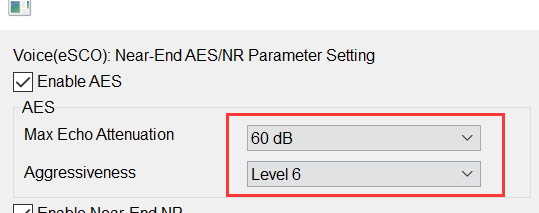 Voice(eSCO): Near-End AES/NR Parameter Setting
Enable AES
AES
Max Echo Attenuation 60 dB
Aggressiveness Level 6
Enable Near-End NR